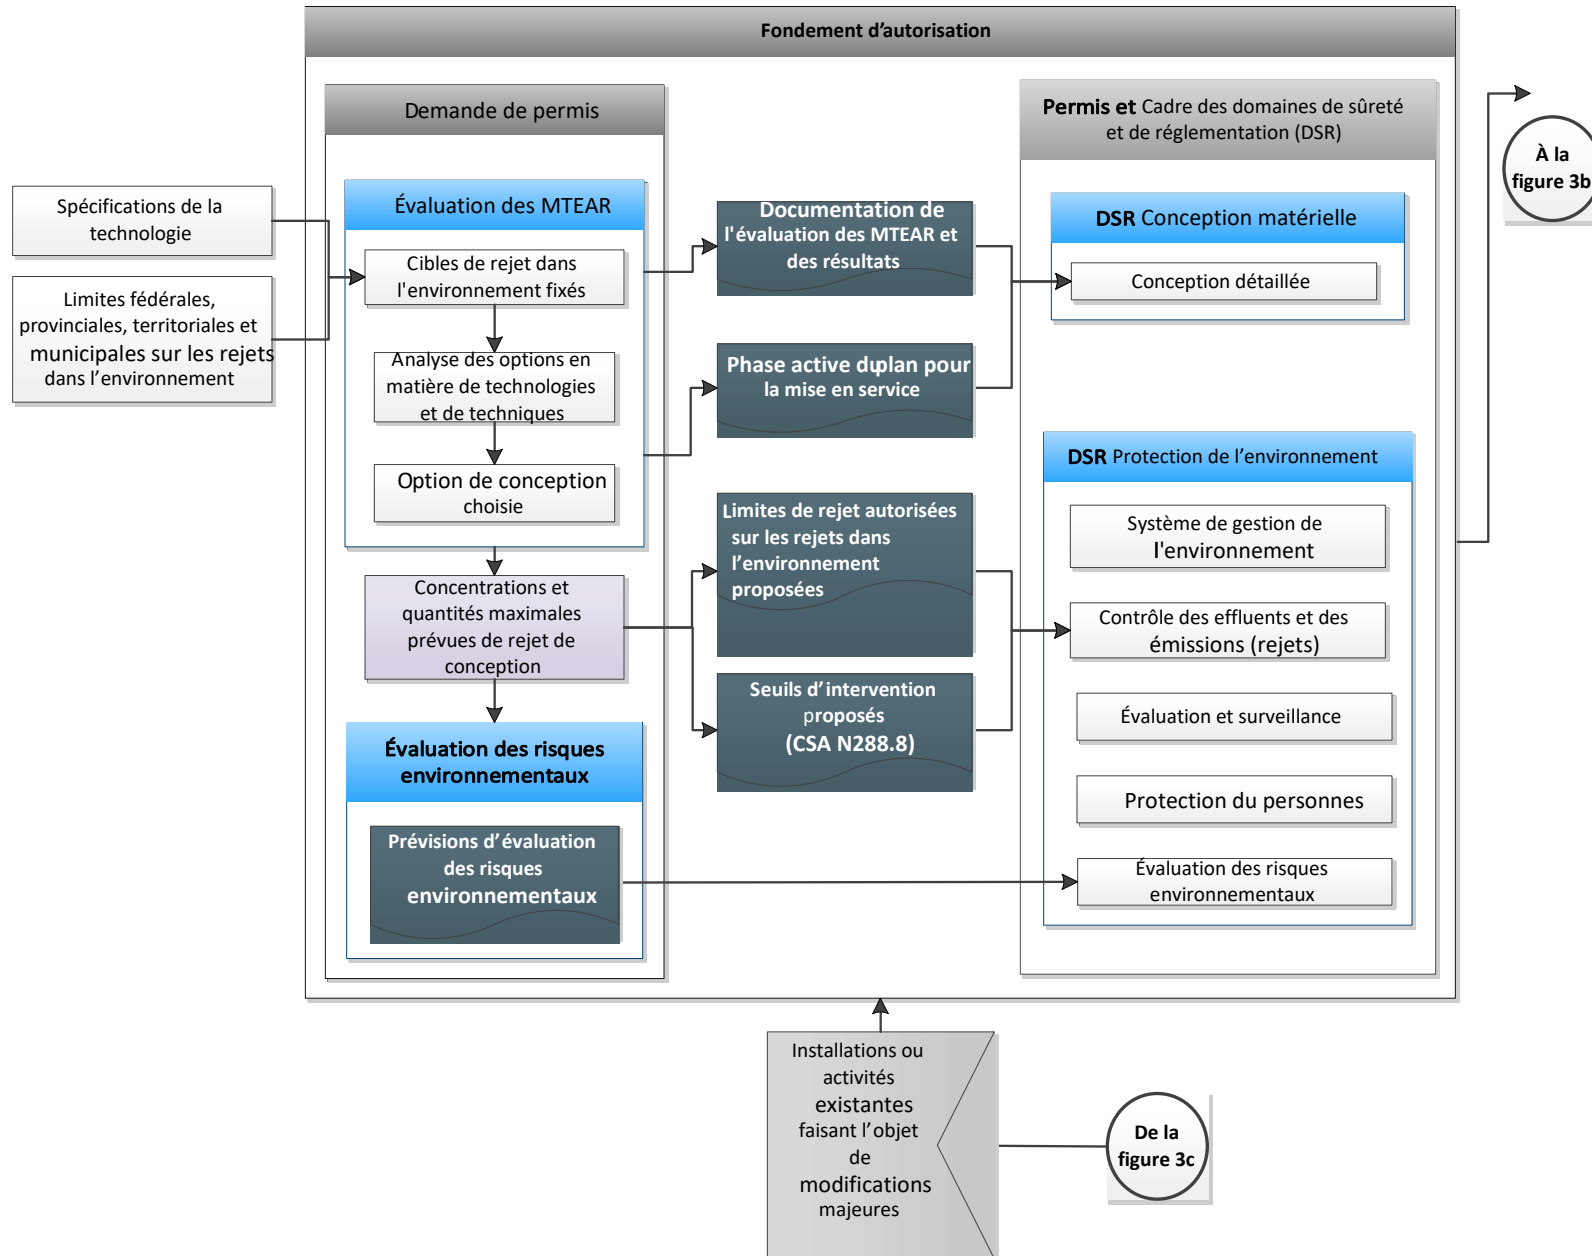 Fondement d'autorisation
Demande de permis
Permis et Cadre des domaines de sûreté
et de réglementation (DSR)
À la
figure 3b
Spécifications de la
technologie
Limites fédérales,
provinciales, territoriales et
municipales sur les rejets
dans l'environnement
Évaluation des MTEAR
Cibles de rejet dans
l'environnement fixés
Analyse des options en
matière de technologies
et de techniques
Option de conception
choisie
Concentrations et
quantités maximales
prévues de rejet de
conception
Évaluation des risques
environnementaux
Prévisions d'évaluation
des risques
environnementaux
Documentation de
l'évaluation des MTEAR et
des résultats
Phase active duplan pour
la mise en service
Limites de rejet autorisées
sur les rejets dans
l'environnement
proposées
Seuils d'intervention
proposés
(CSA N288.8)
DSR Conception matérielle
Conception détaillée
DSR Protection de l'environnement
Système de gestion de
l'environnement
Contrôle des effluents et des
émissions (rejets)
Évaluation et surveillance
Protection du personnes
Évaluation des risques
environnementaux
Installations ou
activités
existantes
faisant l'objet
de
modifications
majeures
De la
figure 3c